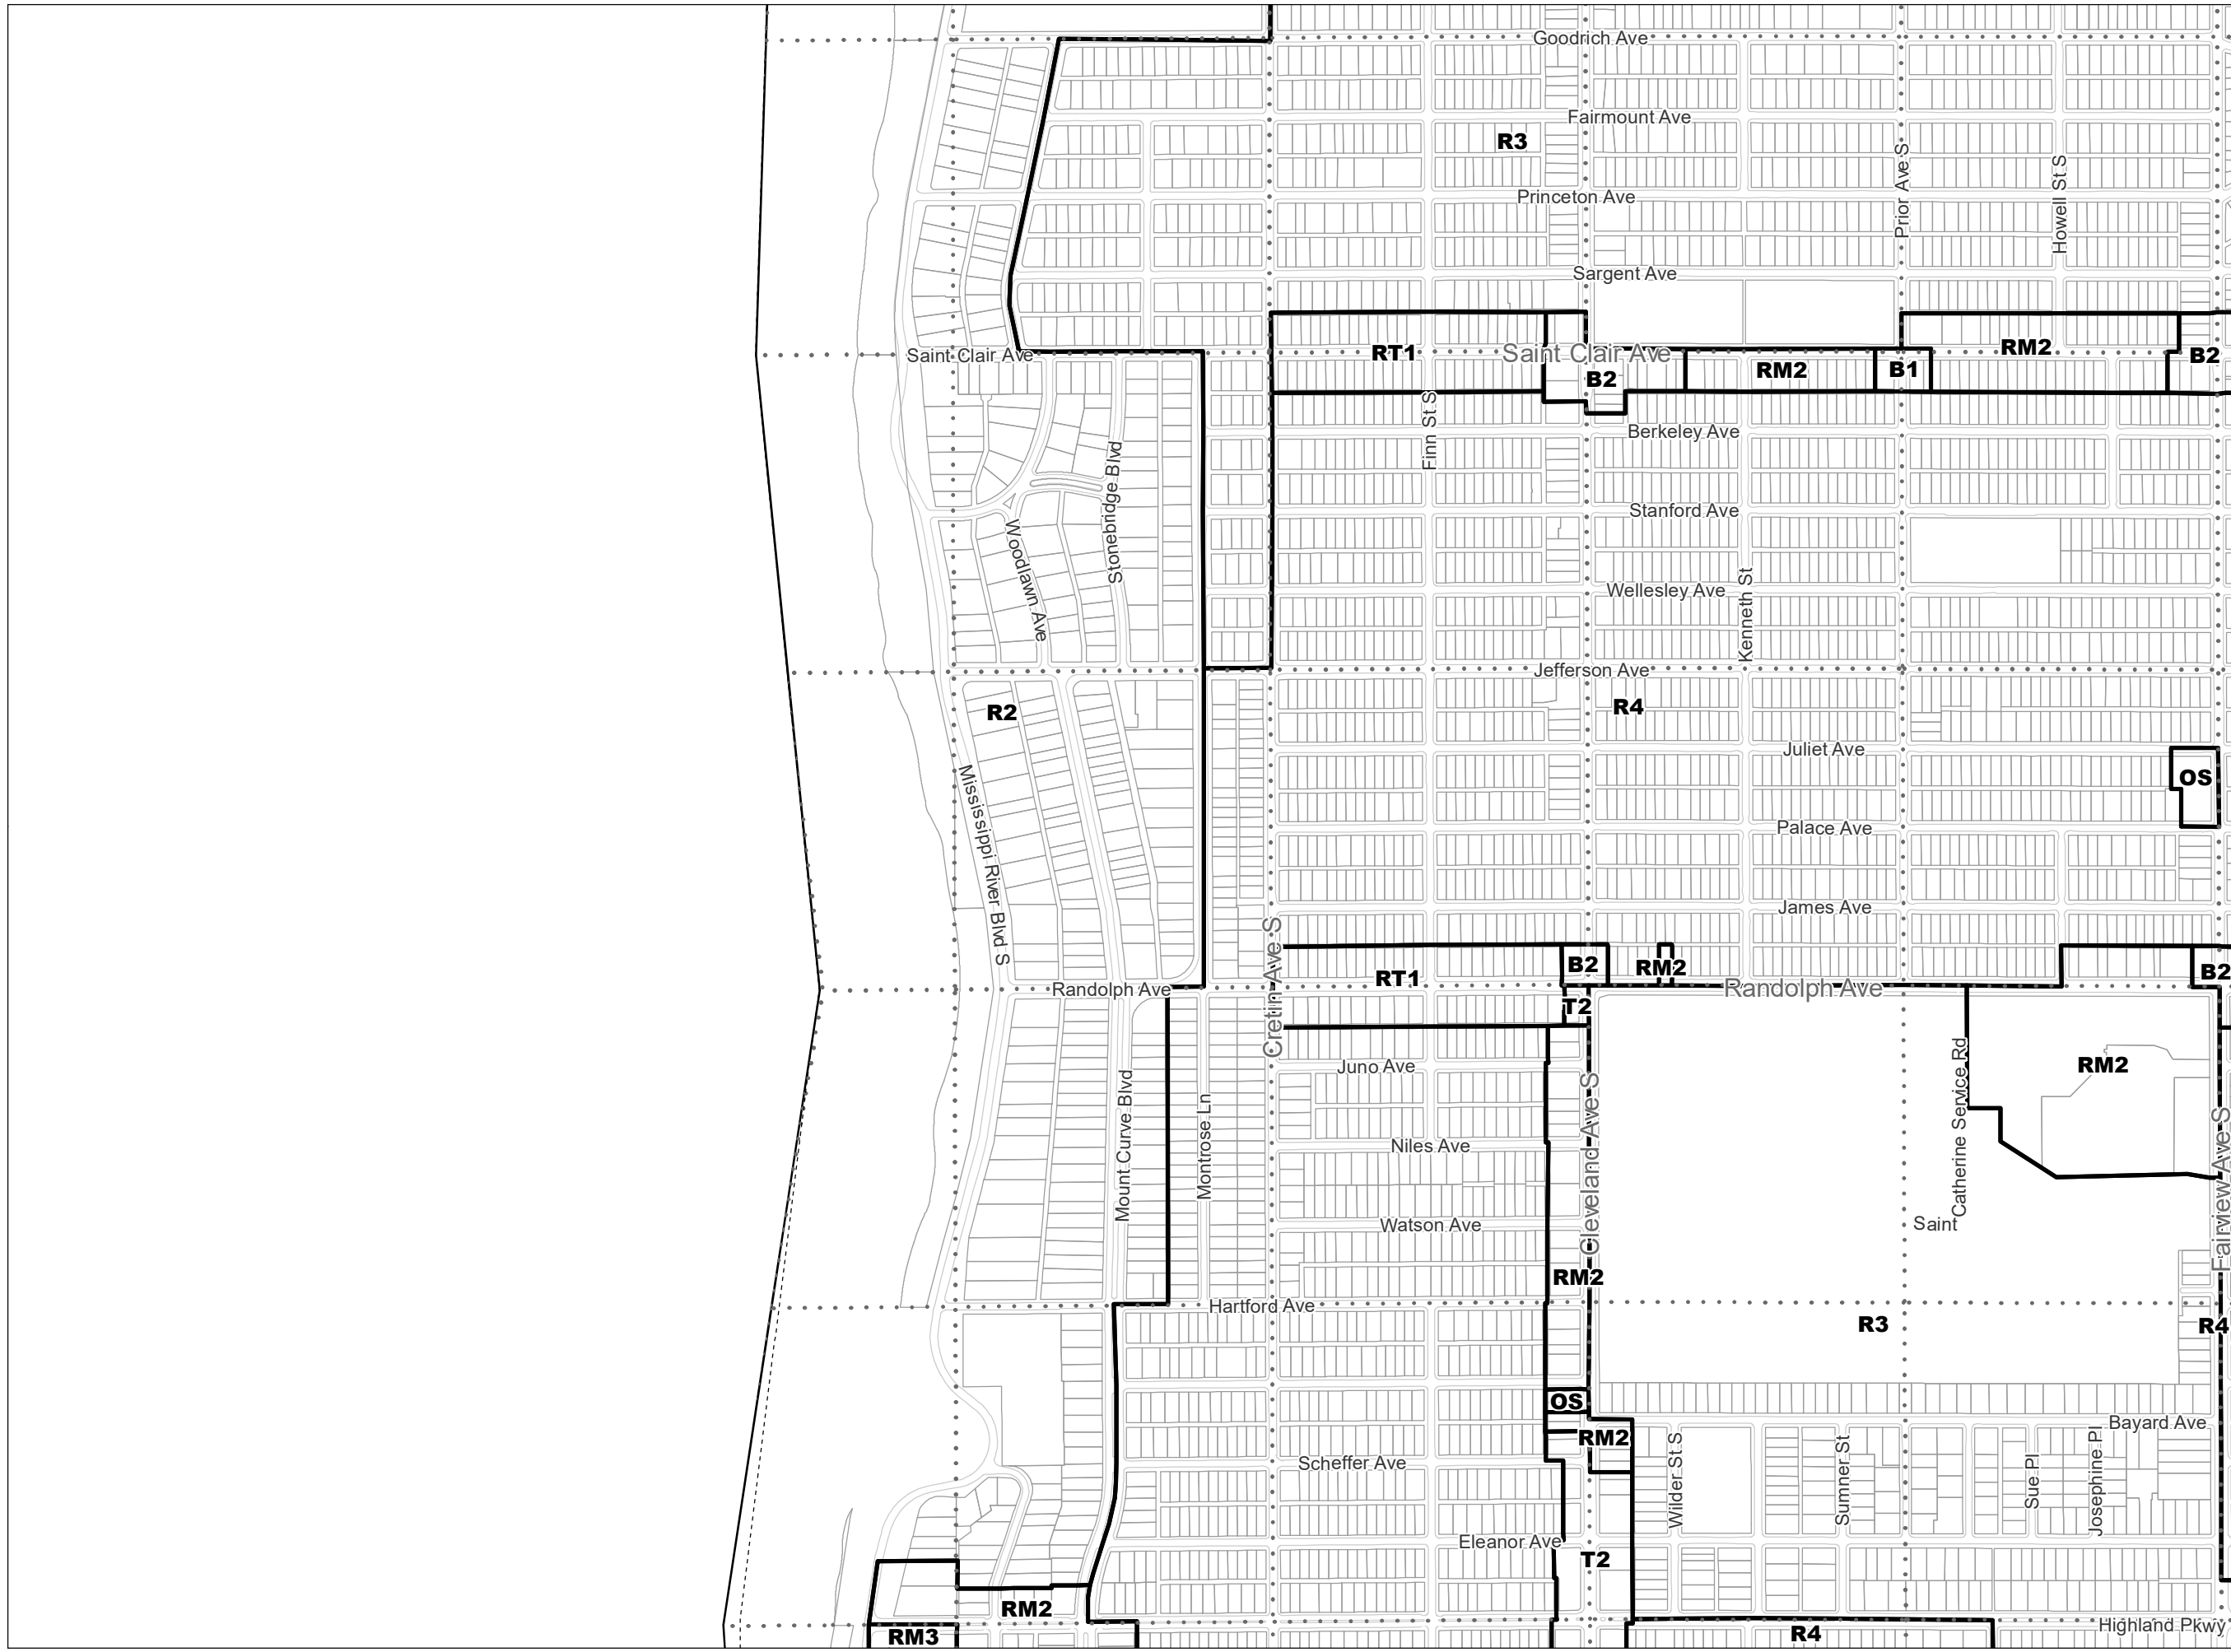 Goodrich Ave
Fairmount Ave
R3
Princeton Ave
Prior Ave S
Howell St S
Sargent Ave
Saint Clair Ave
RT1
Saint Clair Ave
B2
RM2
B1
RM2
B2
Finn St S
Berkeley Ave
Stonebridge Blvd
Stanford Ave
Woodlawn Ave
Wellesley Ave
Kenneth St
Jefferson Ave
R2
R4
Juliet Ave
OS
Mississippi River Blvd S
Palace Ave
James Ave
Cretin Ave S
RT1
B2
RM2
B2
Randolph Ave
Randolph Ave
T2
Juno Ave
RM2
Mount Curve Blvd
Montrose Ln
Cleveland Ave S
Catherine Service Rd
Saint
Fairview Ave S
Niles Ave
Watson Ave
RM2
Hartford Ave
R3
R4
OS
Bayard Ave
RM2
Scheffer Ave
Wilder St S
Sumner St
Sue Pl
Josephine Pl
Eleanor Ave
T2
RM2
RM3
R4
Highland Pkwy